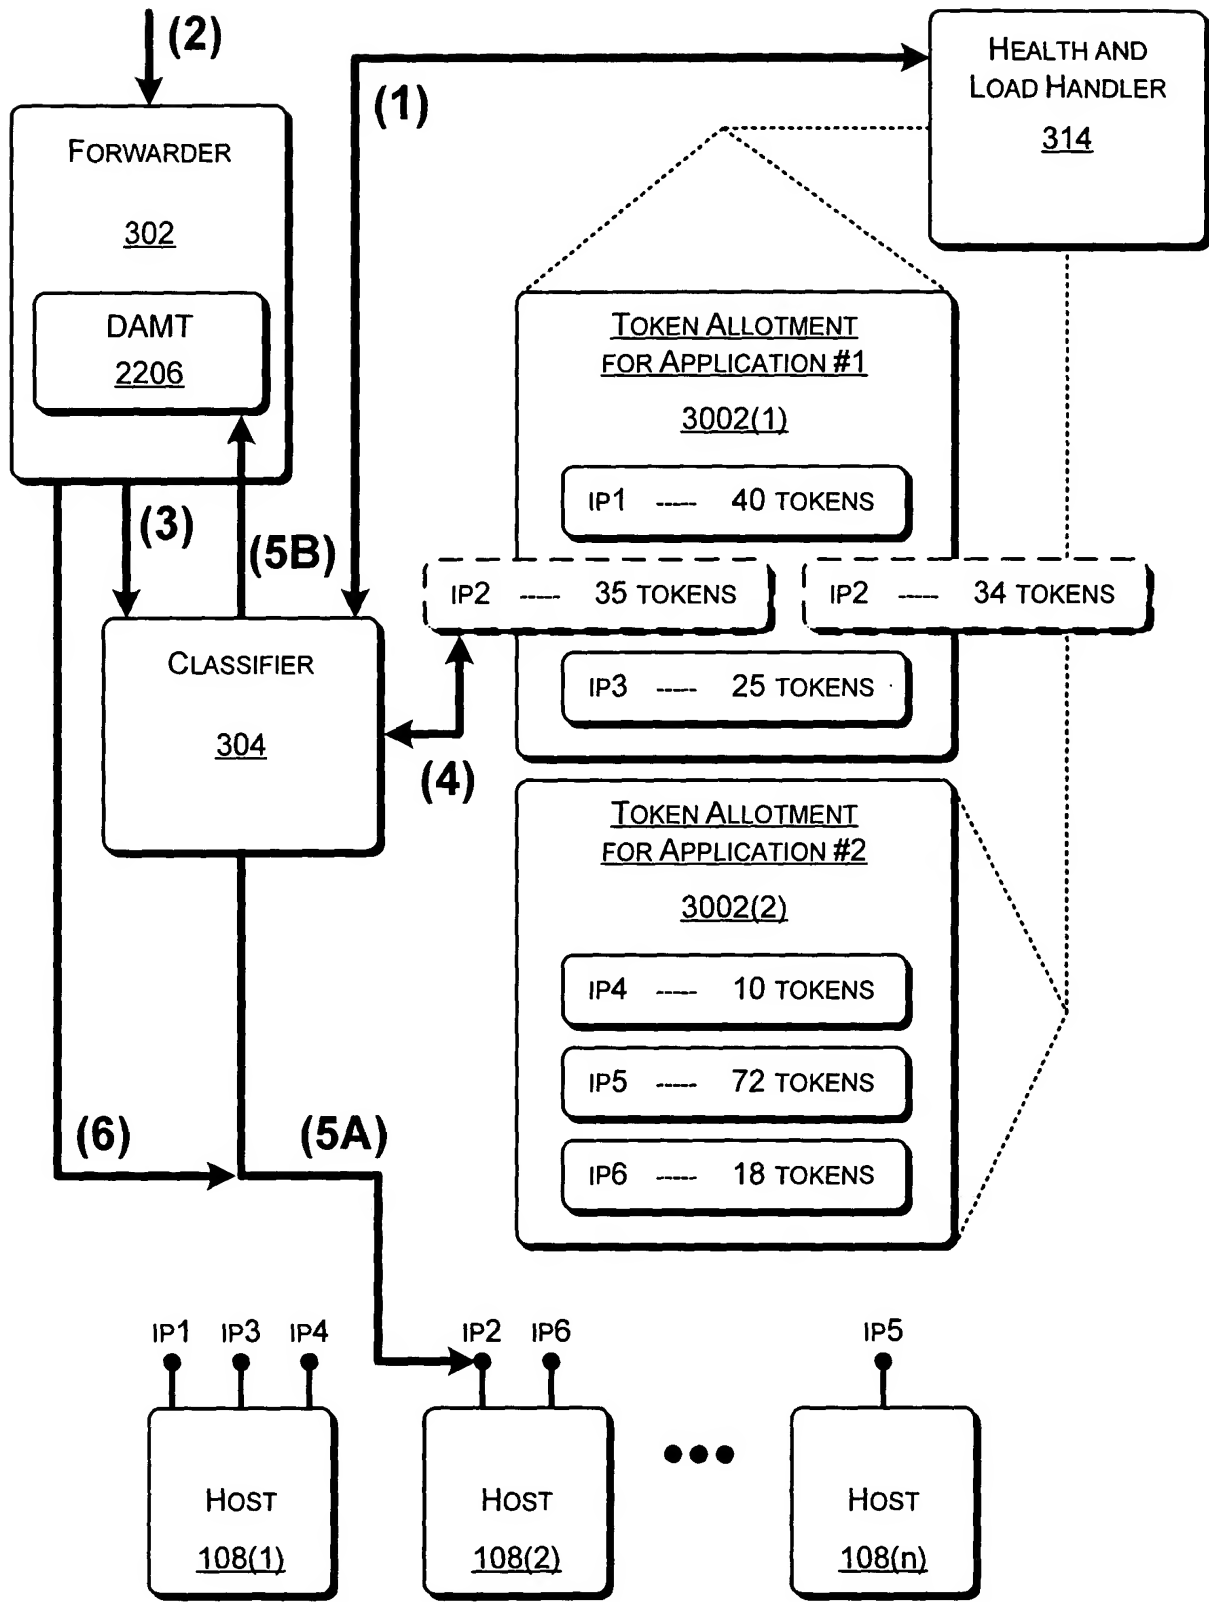 (2)
HEALTH AND
LOAD HANDLER
314
(1)
FORWARDER
302
DAMT
2206
TOKEN ALLOTMENT
FOR APPLICATION #1
3002(1)
IP1 ----- 40 TOKENS
(3)
(5B)
IP2 ----- 35 TOKENS
IP2 ----- 34 TOKENS
IP3 ----- 25 TOKENS
CLASSIFIER
304
(4)
TOKEN ALLOTMENT
FOR APPLICATION #2
3002(2)
IP4 ----- 10 TOKENS
IP5 ----- 72 TOKENS
IP6 ----- 18 TOKENS
(6)
(5A)
IP1 IP3 IP4
IP2 IP6
IP5
HOST
108(1)
HOST
108(2)
HOST
108(n)